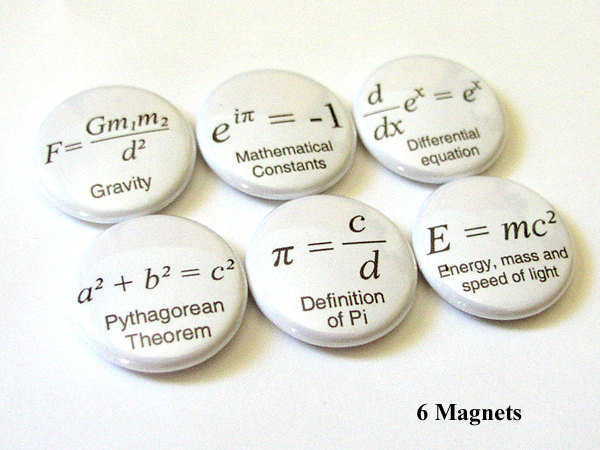 F = Gm₁m₂ / d²
Gravity
e^{iπ} = -1
Mathematical
Constants
d/dx e^x = e^x
Differential
equation
a² + b² = c²
Pythagorean
Theorem
π = c / d
Definition
of Pi
E = mc²
Energy, mass and
speed of light
6 Magnets